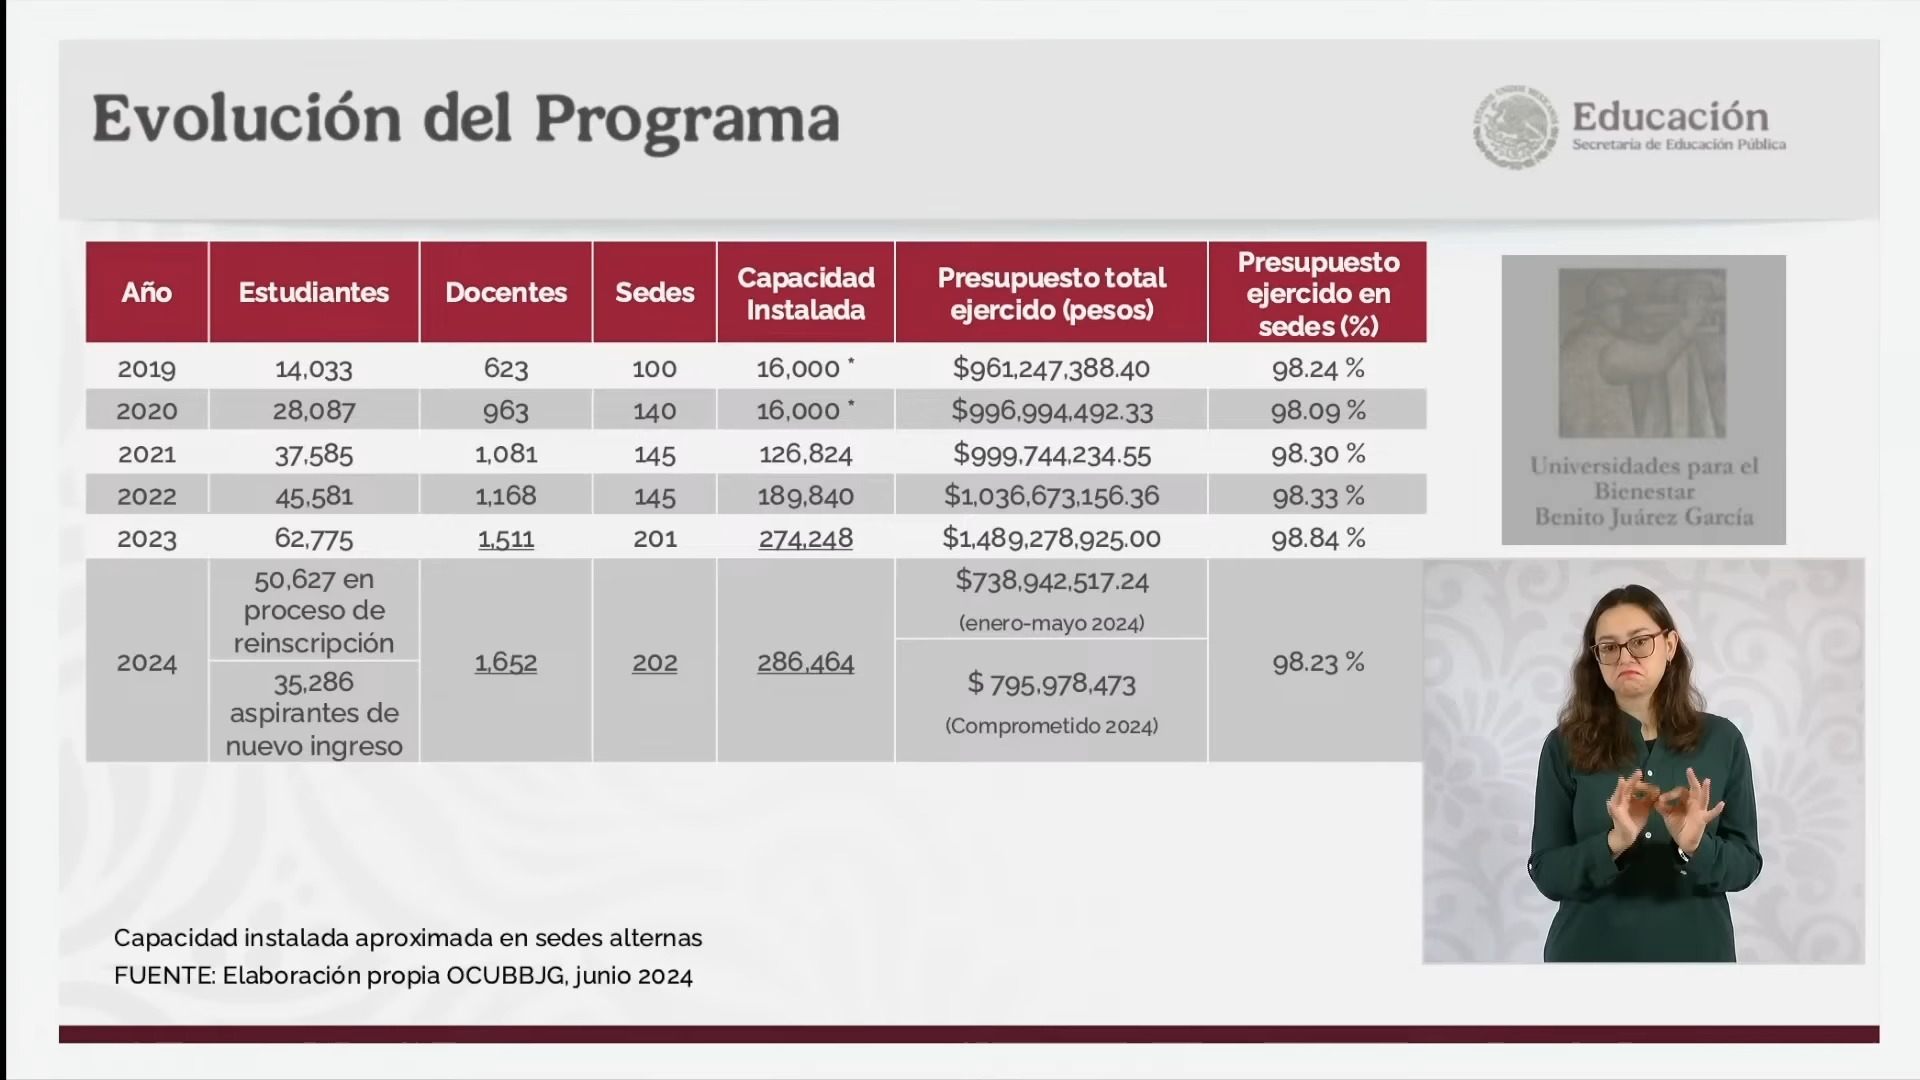 Evolución del Programa
Educación
Secretaría de Educación Pública
Año Estudiantes Docentes Sedes Capacidad Instalada Presupuesto total ejercido (pesos) Presupuesto ejercido en sedes (%)
2019 14,033 623 100 16,000 * $961,247,388.40 98.24 %
2020 28,087 963 140 16,000 * $996,994,492.33 98.09 %
2021 37,585 1,081 145 126,824 $999,744,234.55 98.30 %
2022 45,581 1,168 145 189,840 $1,036,673,156.36 98.33 %
2023 62,775 1,511 201 274,248 $1,489,278,925.00 98.84 %
2024
50,627 en
proceso de
reinscripción
35,286
aspirantes de
nuevo ingreso
1,652 202 286,464
$738,942,517.24
(enero-mayo 2024)
$ 795,978,473
(Comprometido 2024)
98.23 %
Universidades para el
Bienestar
Benito Juárez García
Capacidad instalada aproximada en sedes alternas
FUENTE: Elaboración propia OCUBBJG, junio 2024